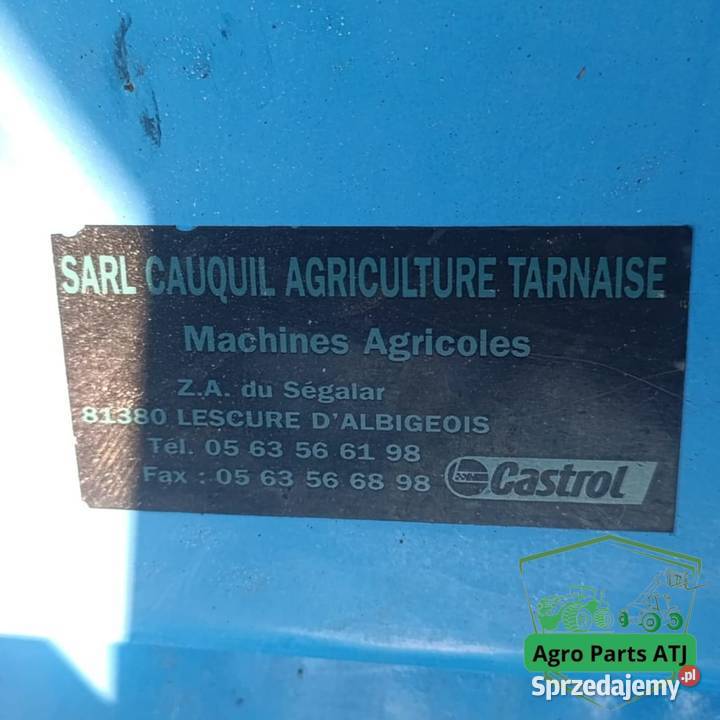 SARL CAUQUIL AGRICULTURE TARNAISE
Machines Agricoles
Z.A. du Ségalar
81380 LESCURE D'ALBIGEOIS
Tél. 05 63 56 61 98
Fax : 05 63 56 68 98
Castrol
Agro Parts ATJ
Sprzedajemy.pl